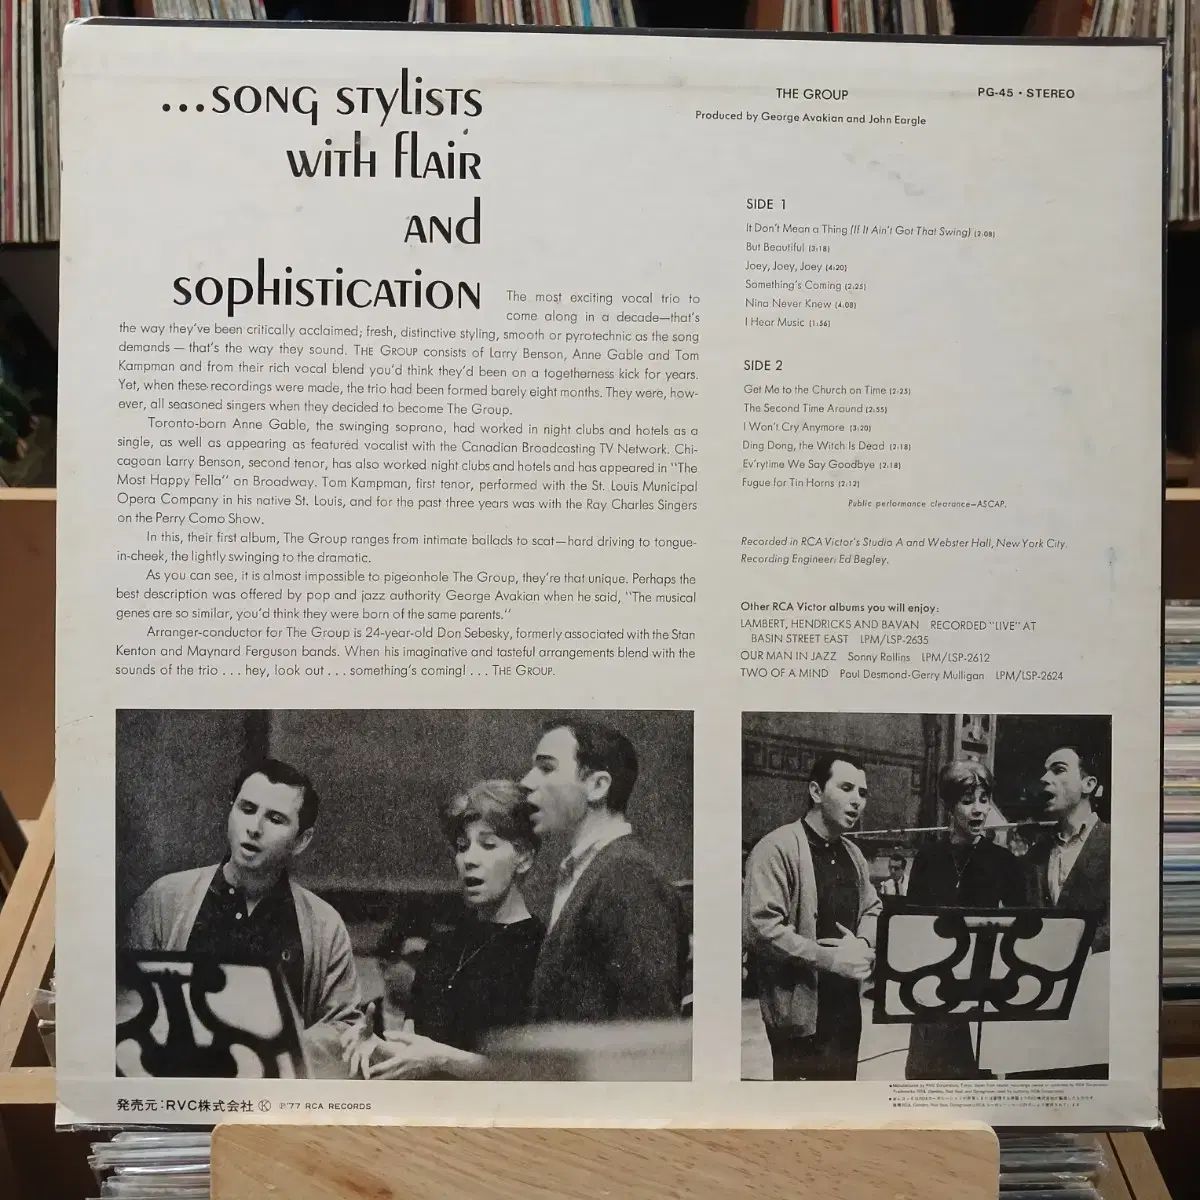 ...SONG STYLISTS
WITH FLAIR
AND
SOPHISTICATION
The most exciting vocal trio to
come along in a decade—that's
the way they've been critically acclaimed; fresh, distinctive styling, smooth or pyrotechnic as the song
demands — that's the way they sound. THE GROUP consists of Larry Benson, Anne Gable and Tom
Kampman and from their rich vocal blend you'd think they'd been on a togetherness kick for years.
Yet, when these recordings were made, the trio had been formed barely eight months. They were, how-
ever, all seasoned singers when they decided to become The Group.
Toronto-born Anne Gable, the swinging soprano, had worked in night clubs and hotels as a
single, as well as appearing as featured vocalist with the Canadian Broadcasting TV Network. Chi-
cagoan Larry Benson, second tenor, has also worked night clubs and hotels and has appeared in "The
Most Happy Fella" on Broadway. Tom Kampman, first tenor, performed with the St. Louis Municipal
Opera Company in his native St. Louis, and for the past three years was with the Ray Charles Singers
on the Perry Como Show.
In this, their first album, The Group ranges from intimate ballads to scat—hard driving to tongue-
in-cheek, the lightly swinging to the dramatic.
As you can see, it is almost impossible to pigeonhole The Group, they're that unique. Perhaps the
best description was offered by pop and jazz authority George Avakian when he said, "The musical
genes are so similar, you'd think they were born of the same parents."
Arranger-conductor for The Group is 24-year-old Don Sebesky, formerly associated with the Stan
Kenton and Maynard Ferguson bands. When his imaginative and tasteful arrangements blend with the
sounds of the trio . . . hey, look out . . . something's coming! . . . THE GROUP.
THE GROUP
PG-45 · STEREO
Produced by George Avakian and John Eargle
SIDE 1
It Don't Mean a Thing (If It Ain't Got That Swing) (2:08)
But Beautiful (3:18)
Joey, Joey, Joey (4:20)
Something's Coming (2:25)
Nina Never Knew (4:08)
I Hear Music (1:56)
SIDE 2
Get Me to the Church on Time (2:25)
The Second Time Around (2:55)
I Won't Cry Anymore (3:20)
Ding Dong, the Witch Is Dead (2:18)
Ev'rytime We Say Goodbye (2:18)
Fugue for Tin Horns (2:12)
Public performance clearance—ASCAP.
Recorded in RCA Victor's Studio A and Webster Hall, New York City.
Recording Engineer: Ed Begley.
Other RCA Victor albums you will enjoy:
LAMBERT, HENDRICKS AND BAVAN RECORDED "LIVE" AT
BASIN STREET EAST LPM/LSP-2635
OUR MAN IN JAZZ Sonny Rollins LPM/LSP-2612
TWO OF A MIND Paul Desmond-Gerry Mulligan LPM/LSP-2624
発売元:RVC株式会社 Ⓚ ℗'77 RCA RECORDS